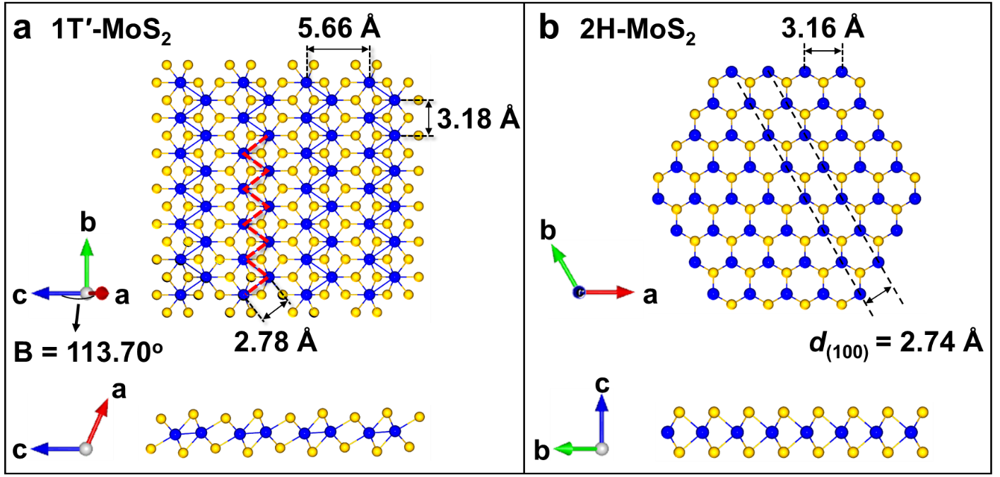 a 1T′-MoS₂
5.66 Å
3.18 Å
b
c
a
B = 113.70º
2.78 Å
a
c
b 2H-MoS₂
3.16 Å
b
c
a
d(100) = 2.74 Å
c
b